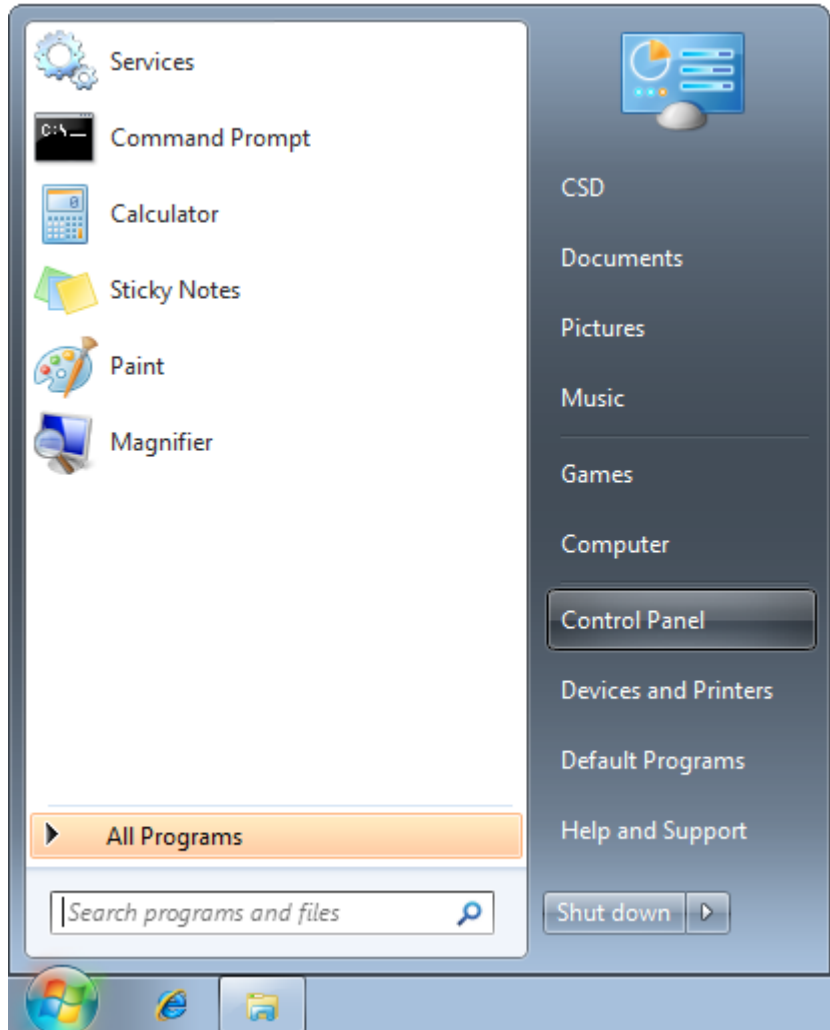 Services
C:\
Command Prompt
0
Calculator
Sticky Notes
Paint
Magnifier
All Programs
Search programs and files
CSD
Documents
Pictures
Music
Games
Computer
Control Panel
Devices and Printers
Default Programs
Help and Support
Shut down